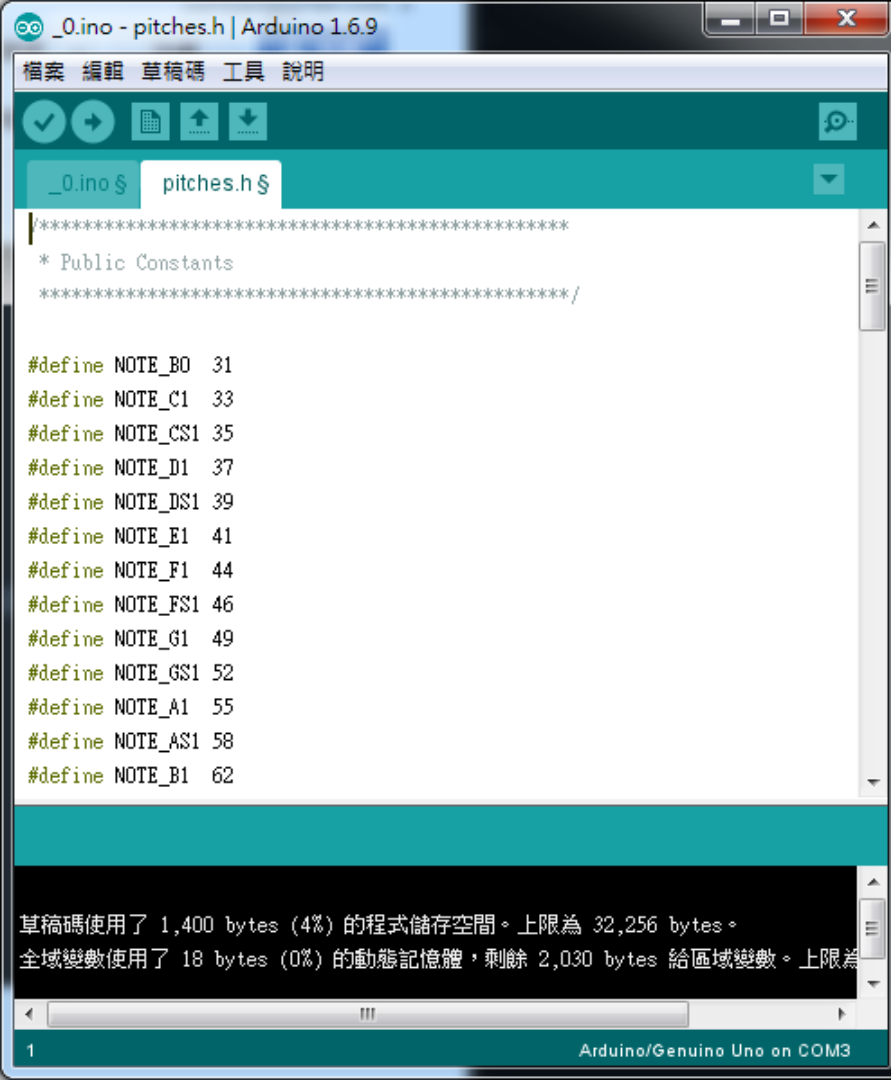 _0.ino - pitches.h | Arduino 1.6.9
檔案 編輯 草稿碼 工具 說明
_0.ino § pitches.h §
/*************************************************
 * Public Constants
 *************************************************/
#define NOTE_B0  31
#define NOTE_C1  33
#define NOTE_CS1 35
#define NOTE_D1  37
#define NOTE_DS1 39
#define NOTE_E1  41
#define NOTE_F1  44
#define NOTE_FS1 46
#define NOTE_G1  49
#define NOTE_GS1 52
#define NOTE_A1  55
#define NOTE_AS1 58
#define NOTE_B1  62
草稿碼使用了 1,400 bytes (4%) 的程式儲存空間。上限為 32,256 bytes。
全域變數使用了 18 bytes (0%) 的動態記憶體，剩餘 2,030 bytes 給區域變數。上限為
1 Arduino/Genuino Uno on COM3